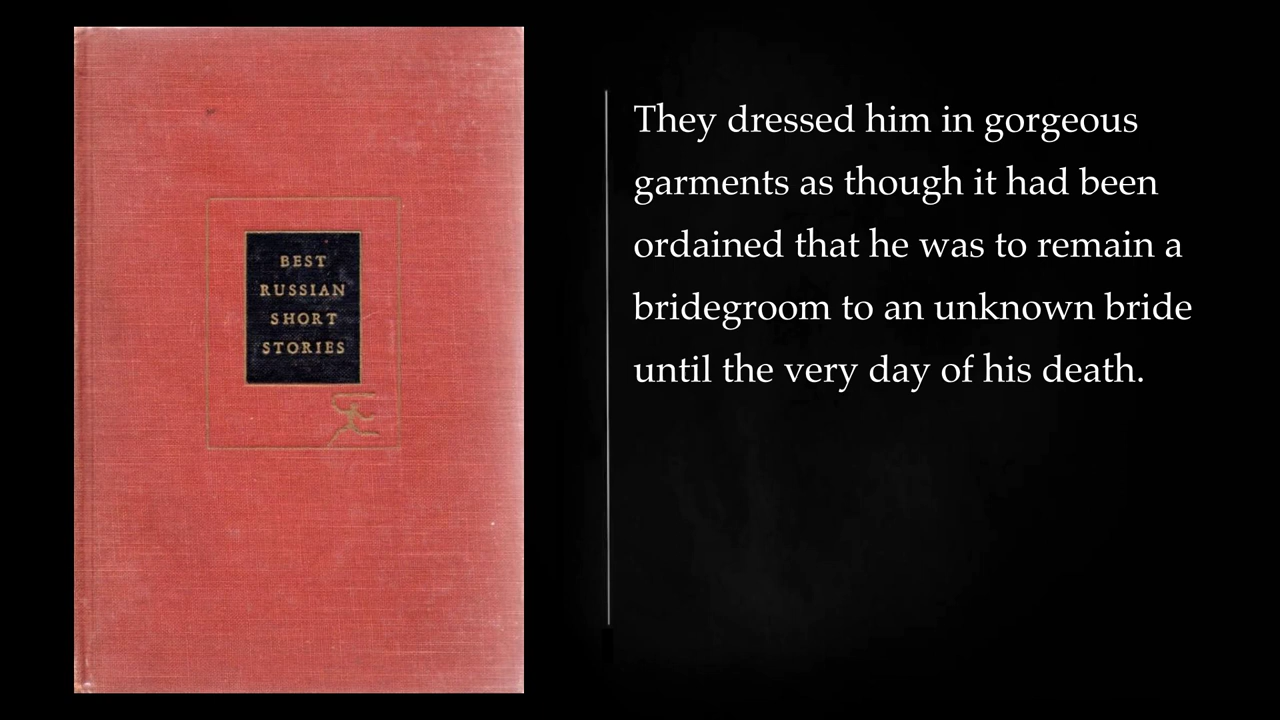 BEST
RUSSIAN
SHORT
STORIES
They dressed him in gorgeous
garments as though it had been
ordained that he was to remain a
bridegroom to an unknown bride
until the very day of his death.